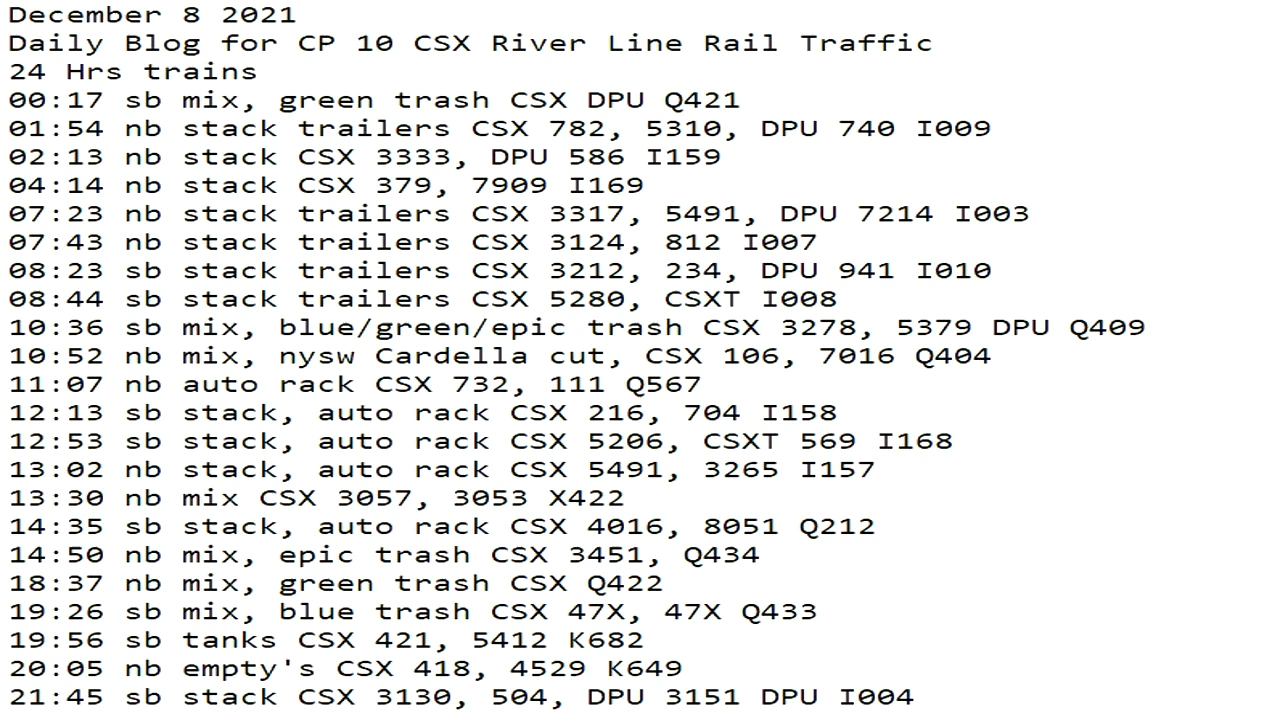 December 8 2021
Daily Blog for CP 10 CSX River Line Rail Traffic
24 Hrs trains
00:17 sb mix, green trash CSX DPU Q421
01:54 nb stack trailers CSX 782, 5310, DPU 740 I009
02:13 nb stack CSX 3333, DPU 586 I159
04:14 nb stack CSX 379, 7909 I169
07:23 nb stack trailers CSX 3317, 5491, DPU 7214 I003
07:43 nb stack trailers CSX 3124, 812 I007
08:23 sb stack trailers CSX 3212, 234, DPU 941 I010
08:44 sb stack trailers CSX 5280, CSXT I008
10:36 sb mix, blue/green/epic trash CSX 3278, 5379 DPU Q409
10:52 nb mix, nysw Cardella cut, CSX 106, 7016 Q404
11:07 nb auto rack CSX 732, 111 Q567
12:13 sb stack, auto rack CSX 216, 704 I158
12:53 sb stack, auto rack CSX 5206, CSXT 569 I168
13:02 nb stack, auto rack CSX 5491, 3265 I157
13:30 nb mix CSX 3057, 3053 X422
14:35 sb stack, auto rack CSX 4016, 8051 Q212
14:50 nb mix, epic trash CSX 3451, Q434
18:37 nb mix, green trash CSX Q422
19:26 sb mix, blue trash CSX 47X, 47X Q433
19:56 sb tanks CSX 421, 5412 K682
20:05 nb empty's CSX 418, 4529 K649
21:45 sb stack CSX 3130, 504, DPU 3151 DPU I004